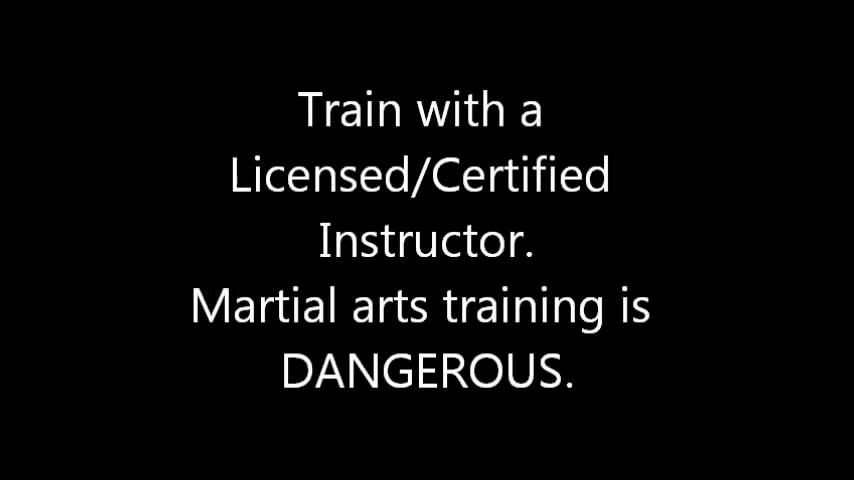 Train with a
Licensed/Certified
Instructor.
Martial arts training is
DANGEROUS.